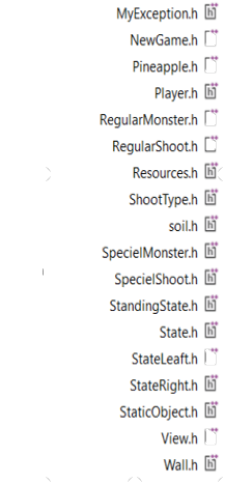 MyException.h
NewGame.h
Pineapple.h
Player.h
RegularMonster.h
RegularShoot.h
Resources.h
ShootType.h
soil.h
SpecielMonster.h
SpecielShoot.h
StandingState.h
State.h
StateLeaft.h
StateRight.h
StaticObject.h
View.h
Wall.h